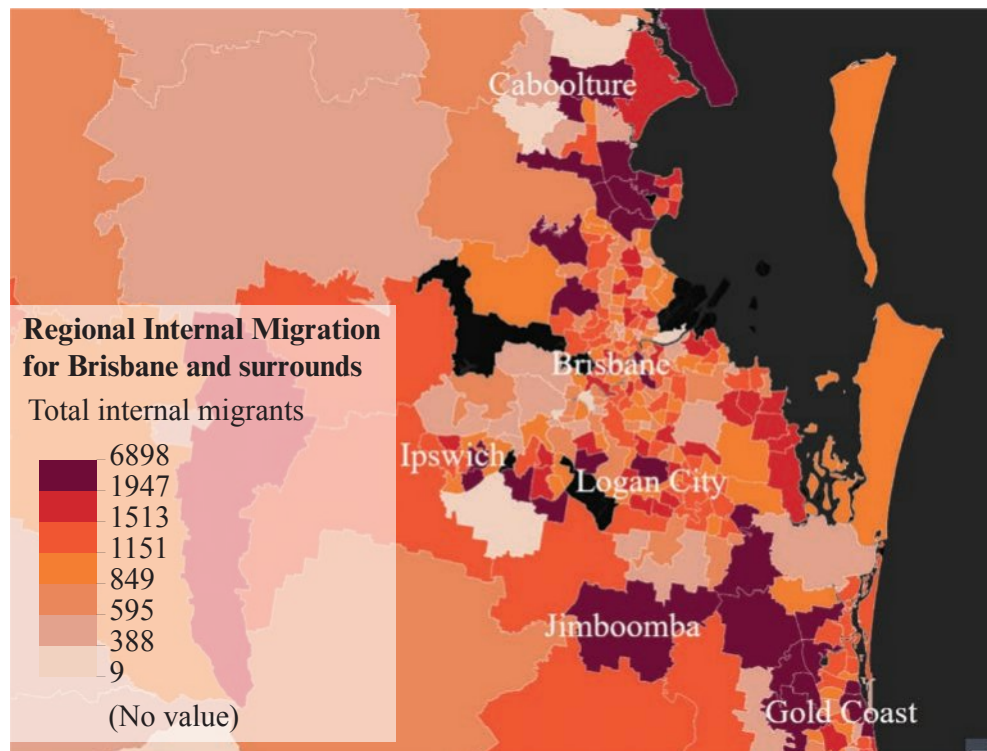 Caboolture
Regional Internal Migration
for Brisbane and surrounds
Total internal migrants
6898
1947
1513
1151
849
595
388
9
(No value)
Brisbane
Ipswich
Logan City
Jimboomba
Gold Coast